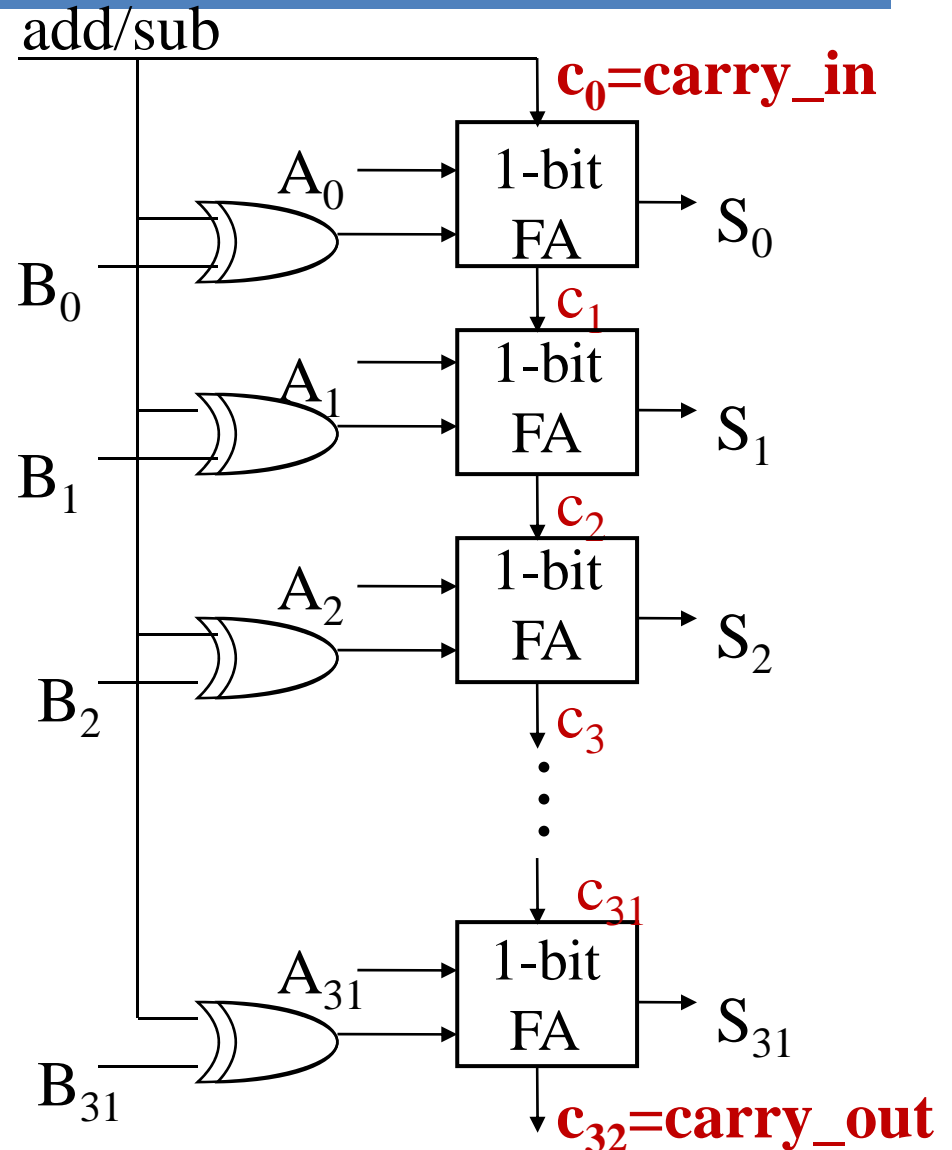 add/sub
c₀=carry_in
A₀
1-bit
FA
S₀
B₀
c₁
A₁
1-bit
FA
S₁
B₁
c₂
A₂
1-bit
FA
S₂
B₂
c₃
c₃₁
A₃₁
1-bit
FA
S₃₁
B₃₁
c₃₂=carry_out